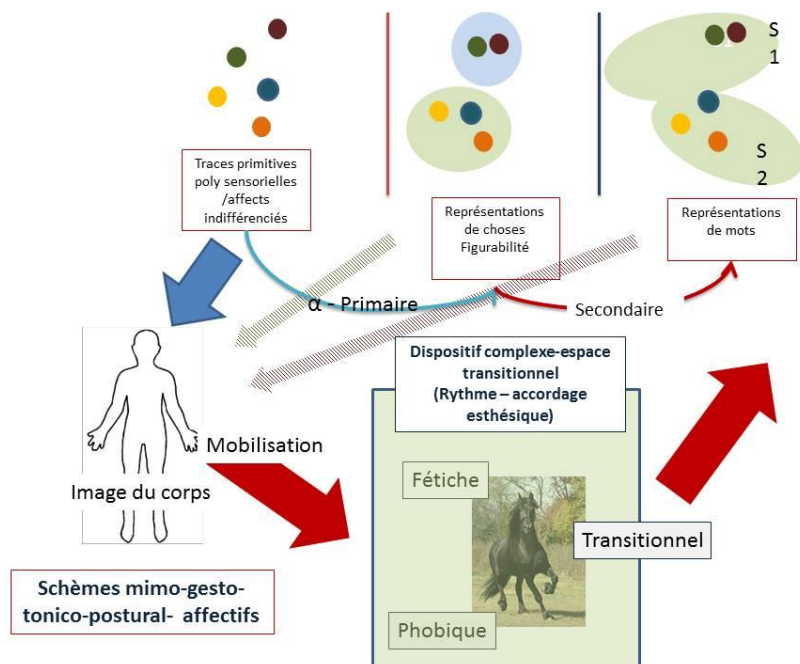 S
1
S
2
Traces primitives
poly sensorielles
/affects
indifférenciés
Représentations
de choses
Figurabilité
Représentations
de mots
α - Primaire
Secondaire
Dispositif complexe-espace
transitionnel
(Rythme – accordage
esthésique)
Mobilisation
Image du corps
Fétiche
Transitionnel
Phobique
Schèmes mimo-gesto-
tonico-postural- affectifs